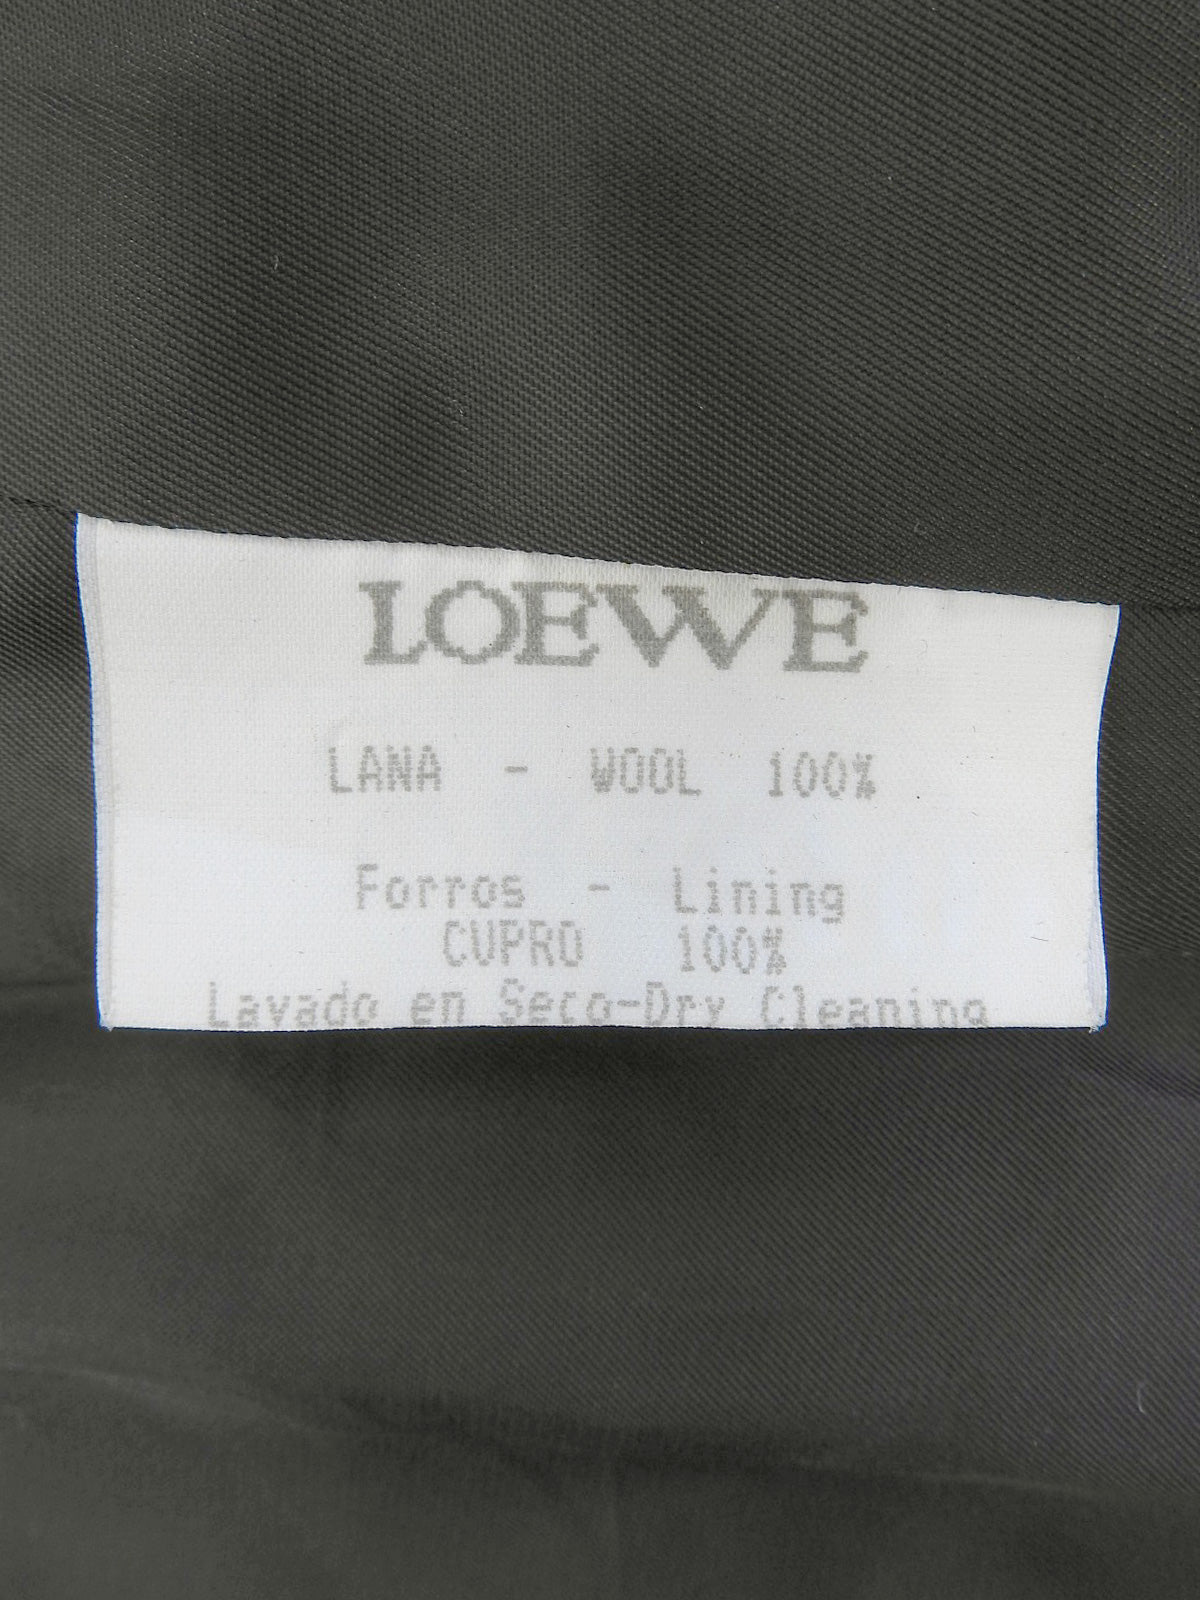 LOEWE
LANA - WOOL 100%
Forros - Lining
CUPRO 100%
Lavado en Seco-Dry Cleaning